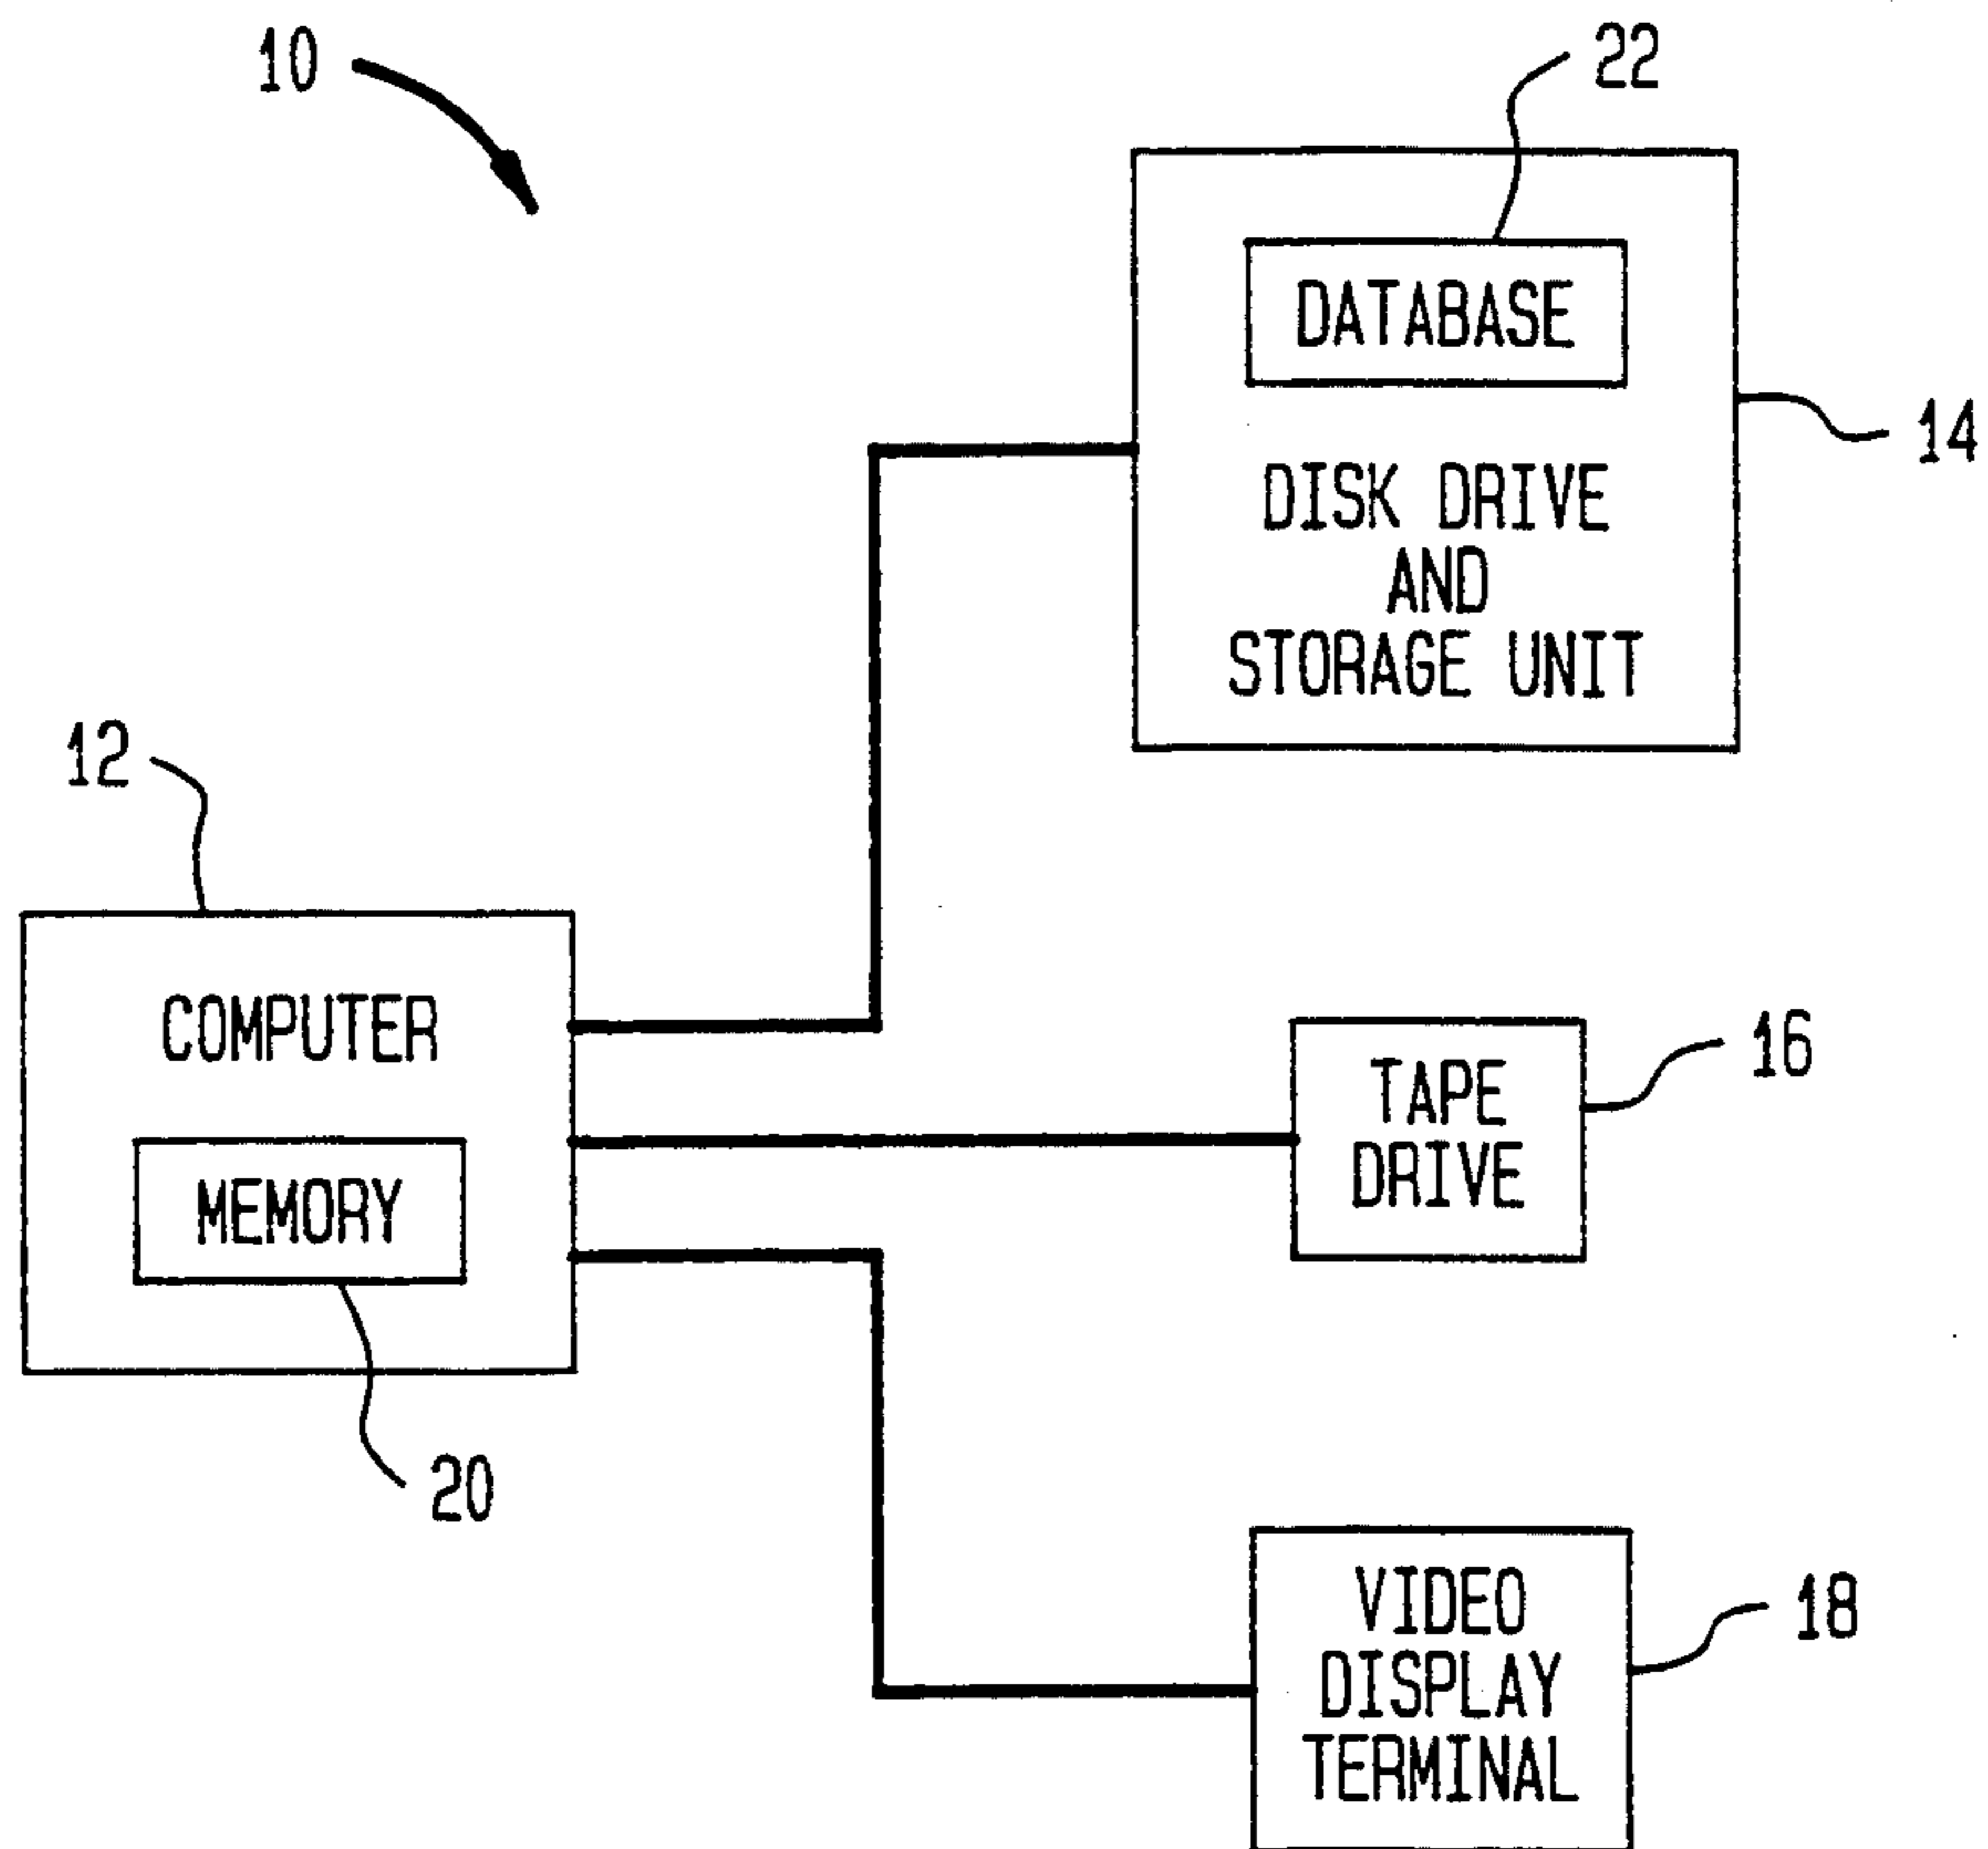 10
22
DATABASE
14
DISK DRIVE
AND
STORAGE UNIT
12
COMPUTER
MEMORY
20
16
TAPE
DRIVE
18
VIDEO
DISPLAY
TERMINAL